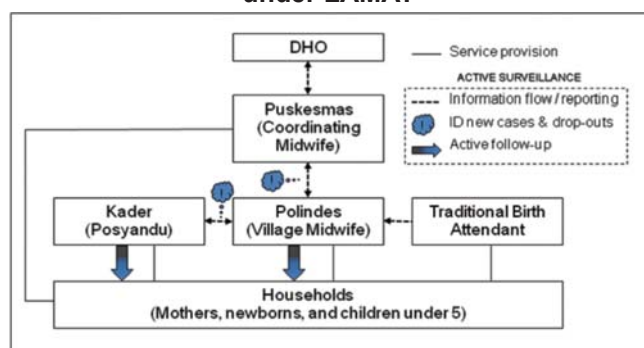 DHO
Service provision
ACTIVE SURVEILLANCE
Puskesmas
(Coordinating
Midwife)
Information flow / reporting
ID new cases & drop-outs
Active follow-up
Kader
(Posyandu)
Polindes
(Village Midwife)
Traditional Birth
Attendant
Households
(Mothers, newborns, and children under 5)